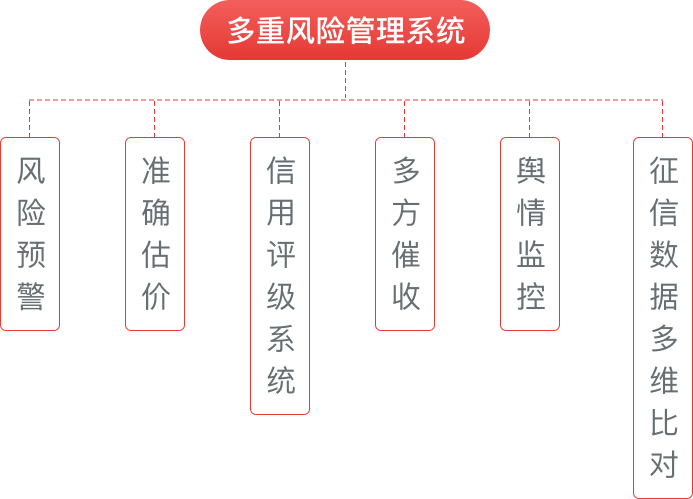 多重风险管理系统
风险预警
准确估价
信用评级系统
多方催收
舆情监控
征信数据多维比对